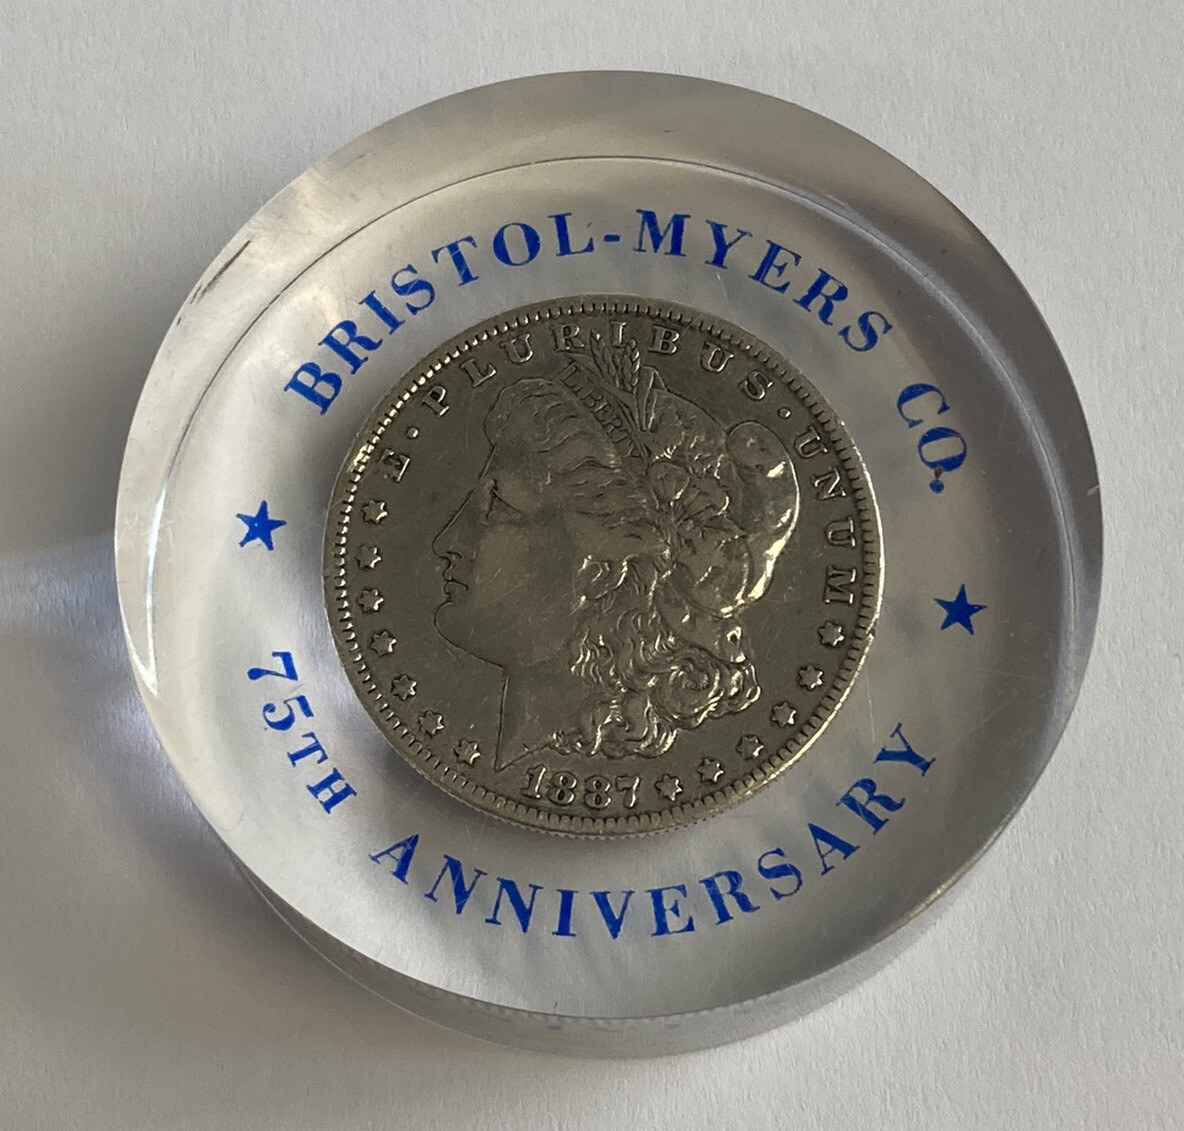 BRISTOL-MYERS CO.
75TH ANNIVERSARY
E·PLURIBUS·UNUM
LIBERTY
1887